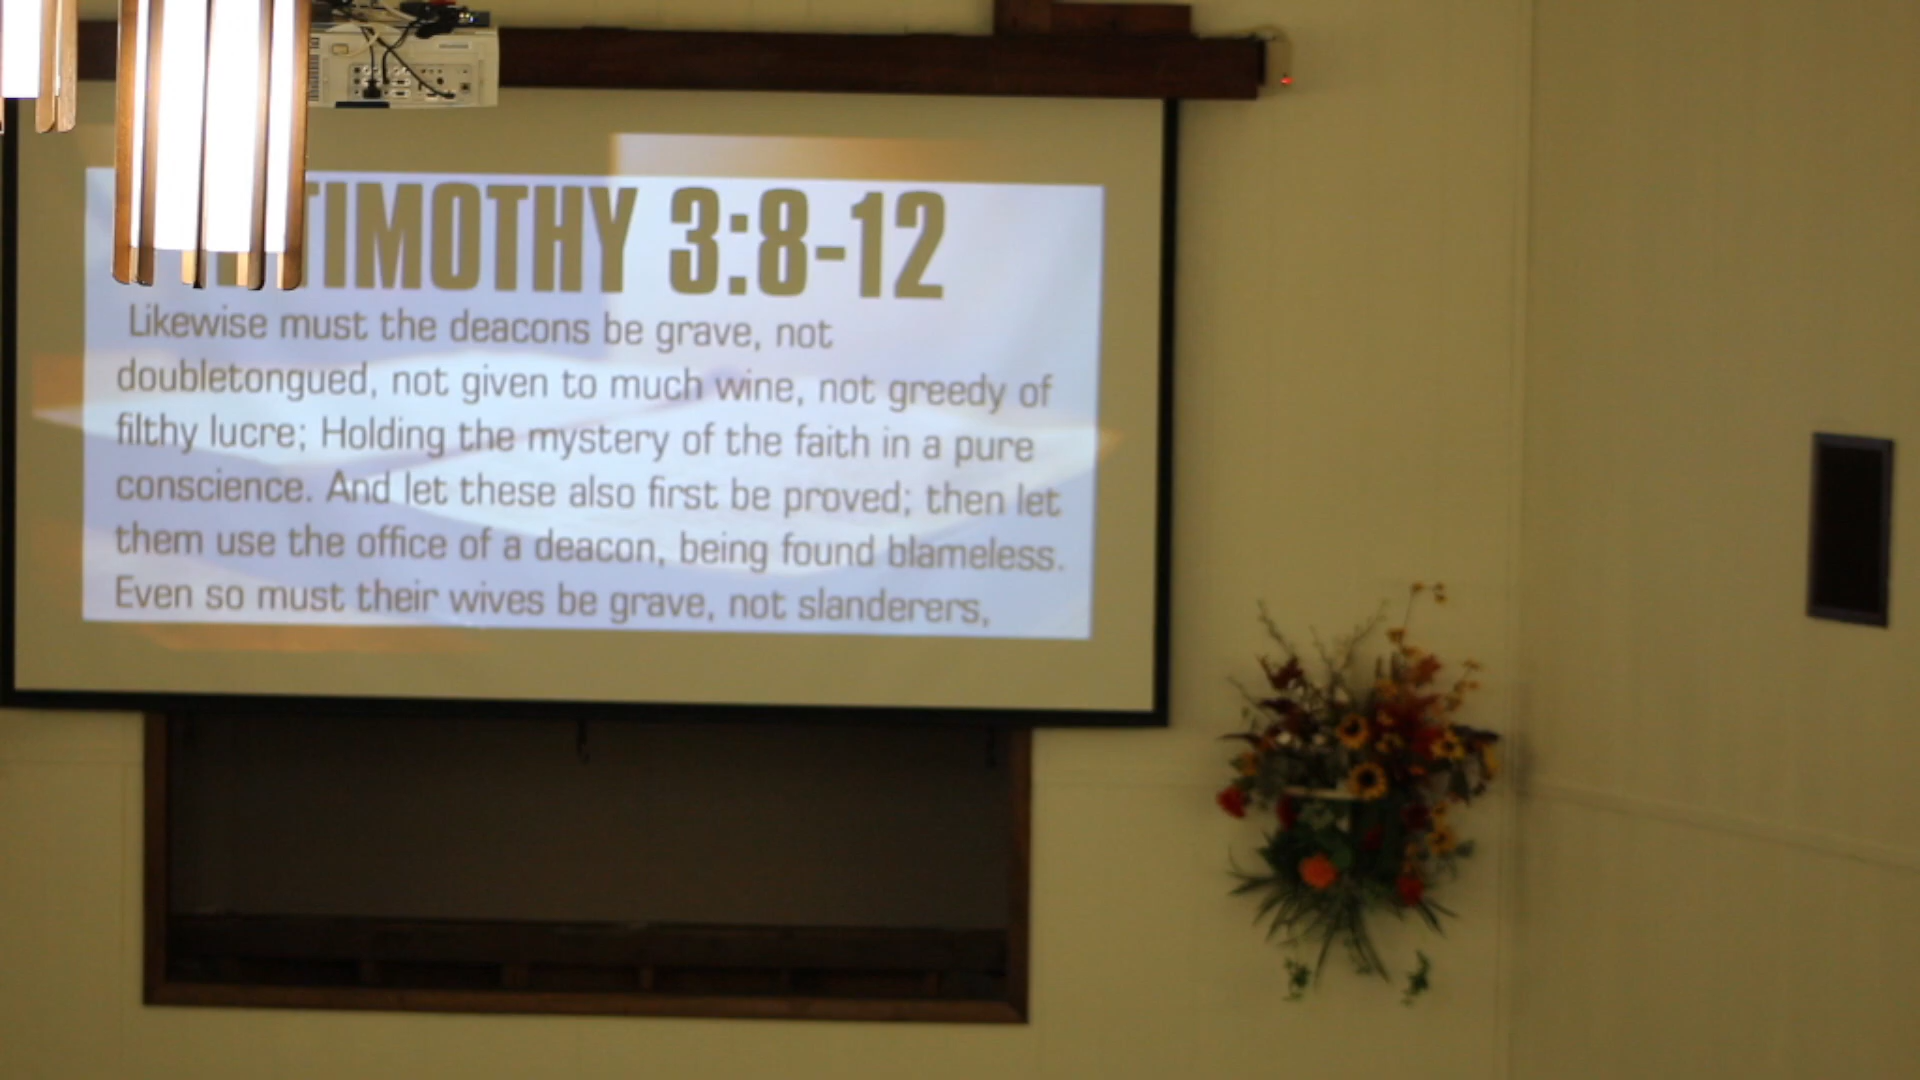 TIMOTHY 3:8-12
Likewise must the deacons be grave, not
doubletongued, not given to much wine, not greedy of
filthy lucre; Holding the mystery of the faith in a pure
conscience. And let these also first be proved; then let
them use the office of a deacon, being found blameless.
Even so must their wives be grave, not slanderers,